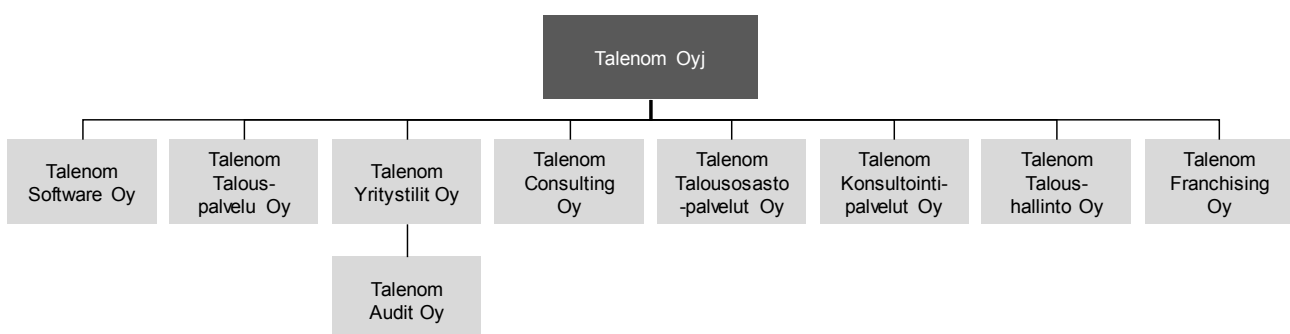 Talenom Oyj
Talenom
Software Oy
Talenom
Talous-
palvelu Oy
Talenom
Yritystilit Oy
Talenom
Consulting
Oy
Talenom
Talousosasto
-palvelut Oy
Talenom
Konsultointi-
palvelut Oy
Talenom
Talous-
hallinto Oy
Talenom
Franchising
Oy
Talenom
Audit Oy